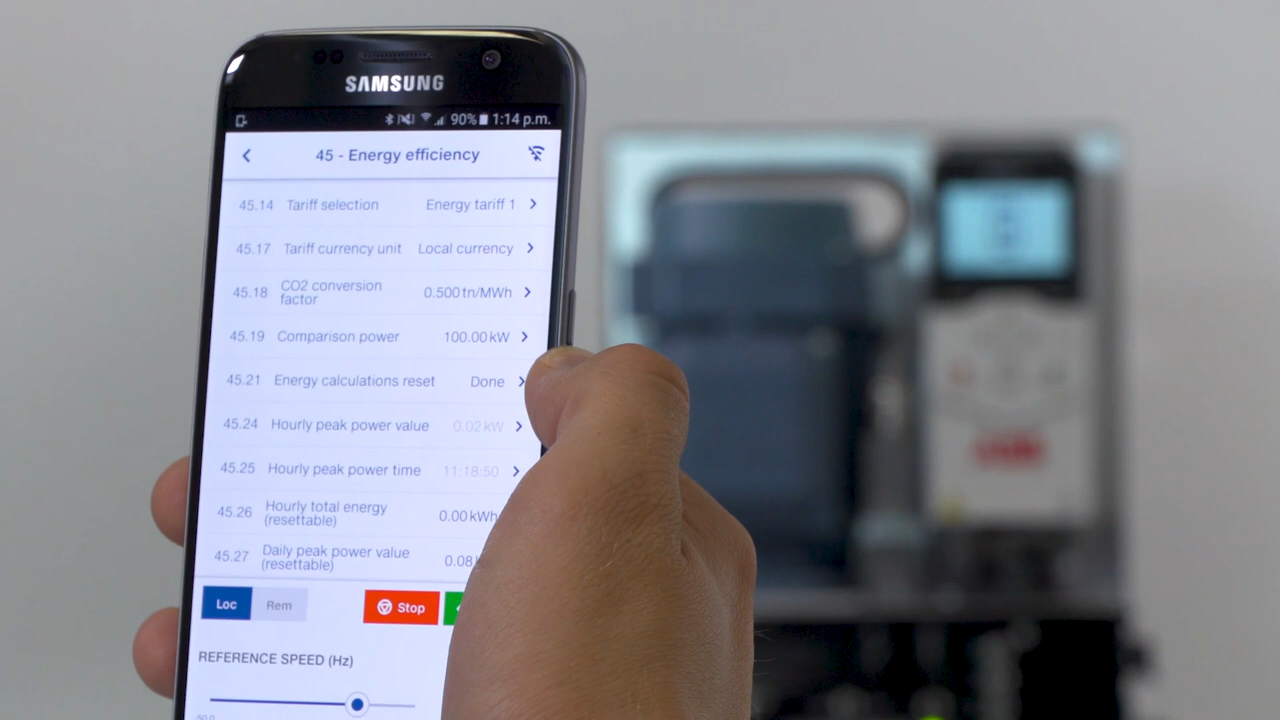 SAMSUNG
90% 1:14 p.m.
45 - Energy efficiency
45.14 Tariff selection Energy tariff 1
45.17 Tariff currency unit Local currency
45.18 CO2 conversion factor 0.500 tn/MWh
45.19 Comparison power 100.00 kW
45.21 Energy calculations reset Done
45.24 Hourly peak power value 0.02 kW
45.25 Hourly peak power time 11:18:50
45.26 Hourly total energy (resettable) 0.00 kWh
45.27 Daily peak power value (resettable) 0.08
Loc Rem Stop
REFERENCE SPEED (Hz)
-50.0
ABB